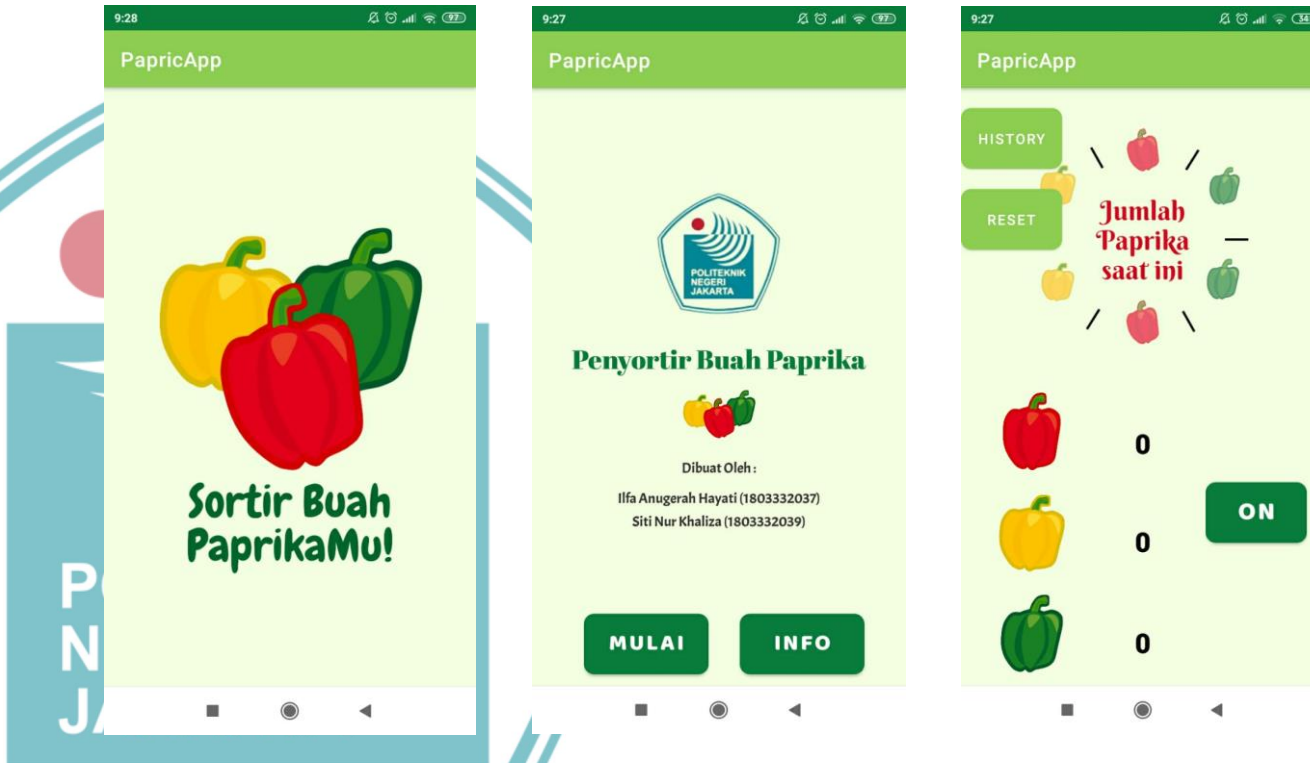 9:28
97
PapricApp
Sortir Buah
PaprikaMu!
9:27
97
PapricApp
POLITEKNIK
NEGERI
JAKARTA
Penyortir Buah Paprika
Dibuat Oleh :
Ilfa Anugerah Hayati (1803332037)
Siti Nur Khaliza (1803332039)
MULAI
INFO
9:27
PapricApp
HISTORY
RESET
Jumlah
Paprika
saat ini
0
ON
0
0
P
N
J